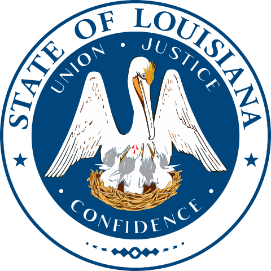 STATE OF LOUISIANA
UNION · JUSTICE
· CONFIDENCE ·